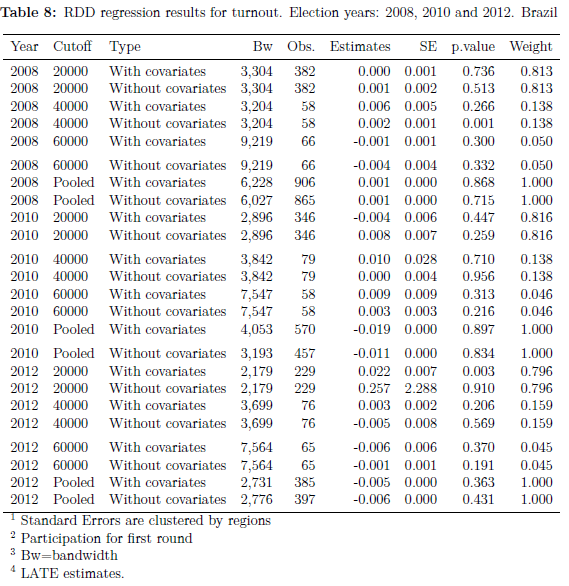 Table 8: RDD regression results for turnout. Election years: 2008, 2010 and 2012. Brazil
Year Cutoff Type Bw Obs. Estimates SE p.value Weight
2008 20000 With covariates 3,304 382 0.000 0.001 0.736 0.813
2008 20000 Without covariates 3,304 382 0.001 0.002 0.513 0.813
2008 40000 With covariates 3,204 58 0.006 0.005 0.266 0.138
2008 40000 Without covariates 3,204 58 0.002 0.001 0.001 0.138
2008 60000 With covariates 9,219 66 -0.001 0.001 0.300 0.050
2008 60000 Without covariates 9,219 66 -0.004 0.004 0.332 0.050
2008 Pooled With covariates 6,228 906 0.001 0.000 0.868 1.000
2008 Pooled Without covariates 6,027 865 0.001 0.000 0.715 1.000
2010 20000 With covariates 2,896 346 -0.004 0.006 0.447 0.816
2010 20000 Without covariates 2,896 346 0.008 0.007 0.259 0.816
2010 40000 With covariates 3,842 79 0.010 0.028 0.710 0.138
2010 40000 Without covariates 3,842 79 0.000 0.004 0.956 0.138
2010 60000 With covariates 7,547 58 0.009 0.009 0.313 0.046
2010 60000 Without covariates 7,547 58 0.003 0.003 0.216 0.046
2010 Pooled With covariates 4,053 570 -0.019 0.000 0.897 1.000
2010 Pooled Without covariates 3,193 457 -0.011 0.000 0.834 1.000
2012 20000 With covariates 2,179 229 0.022 0.007 0.003 0.796
2012 20000 Without covariates 2,179 229 0.257 2.288 0.910 0.796
2012 40000 With covariates 3,699 76 0.003 0.002 0.206 0.159
2012 40000 Without covariates 3,699 76 -0.005 0.008 0.569 0.159
2012 60000 With covariates 7,564 65 -0.006 0.006 0.370 0.045
2012 60000 Without covariates 7,564 65 -0.001 0.001 0.191 0.045
2012 Pooled With covariates 2,731 385 -0.005 0.000 0.363 1.000
2012 Pooled Without covariates 2,776 397 -0.006 0.000 0.431 1.000
1 Standard Errors are clustered by regions
2 Participation for first round
3 Bw=bandwidth
4 LATE estimates.